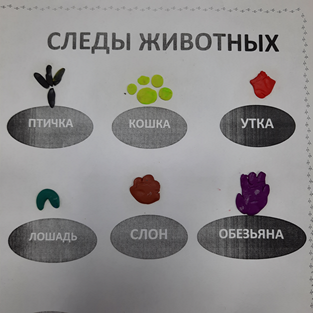 СЛЕДЫ ЖИВОТНЫХ
ПТИЧКА
КОШКА
УТКА
ЛОШАДЬ
СЛОН
ОБЕЗЬЯНА